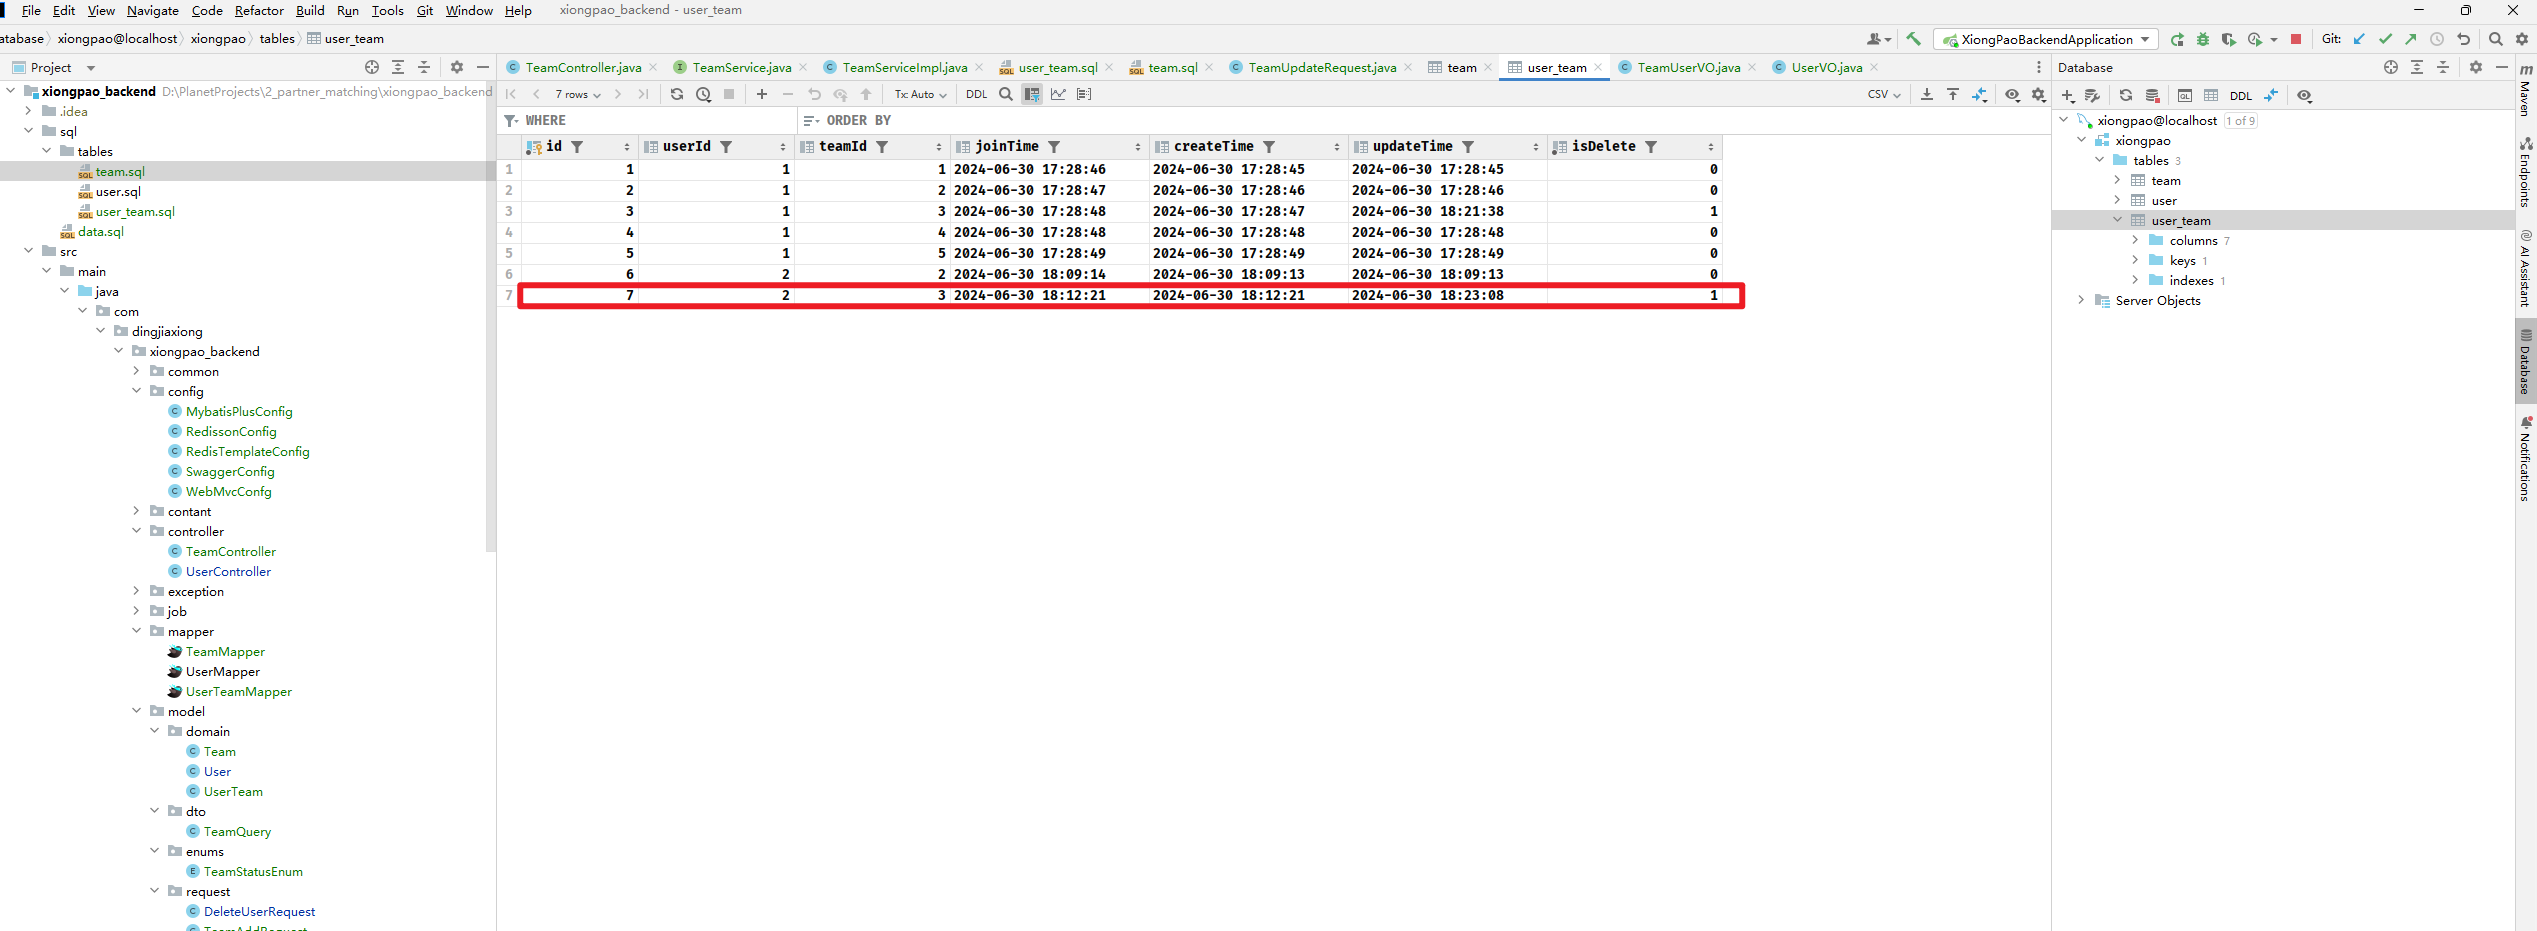 File Edit View Navigate Code Refactor Build Run Tools Git Window Help xiongpao_backend - user_team
atabase xiongpao@localhost xiongpao tables user_team
XiongPaoBackendApplication Git:
Project
TeamController.java TeamService.java TeamServiceImpl.java user_team.sql team.sql TeamUpdateRequest.java team user_team TeamUserVO.java UserVO.java
Database
7 rows Tx: Auto DDL CSV
DDL
WHERE ORDER BY
id userId teamId joinTime createTime updateTime isDelete
1 1 1 1 2024-06-30 17:28:46 2024-06-30 17:28:45 2024-06-30 17:28:45 0
2 2 1 2 2024-06-30 17:28:47 2024-06-30 17:28:46 2024-06-30 17:28:46 0
3 3 1 3 2024-06-30 17:28:48 2024-06-30 17:28:47 2024-06-30 18:21:38 1
4 4 1 4 2024-06-30 17:28:48 2024-06-30 17:28:48 2024-06-30 17:28:48 0
5 5 1 5 2024-06-30 17:28:49 2024-06-30 17:28:49 2024-06-30 17:28:49 0
6 6 2 2 2024-06-30 18:09:14 2024-06-30 18:09:13 2024-06-30 18:09:13 0
7 7 2 3 2024-06-30 18:12:21 2024-06-30 18:12:21 2024-06-30 18:23:08 1
xiongpao_backend D:\PlanetProjects\2_partner_matching\xiongpao_backend
.idea
sql
tables
team.sql
user.sql
user_team.sql
data.sql
src
main
java
com
dingjiaxiong
xiongpao_backend
common
config
MybatisPlusConfig
RedissonConfig
RedisTemplateConfig
SwaggerConfig
WebMvcConfg
contant
controller
TeamController
UserController
exception
job
mapper
TeamMapper
UserMapper
UserTeamMapper
model
domain
Team
User
UserTeam
dto
TeamQuery
enums
TeamStatusEnum
request
DeleteUserRequest
TeamAddRequest
xiongpao@localhost 1 of 9
xiongpao
tables 3
team
user
user_team
columns 7
keys 1
indexes 1
Server Objects
m
Maven
Endpoints
AI Assistant
Database
Notifications